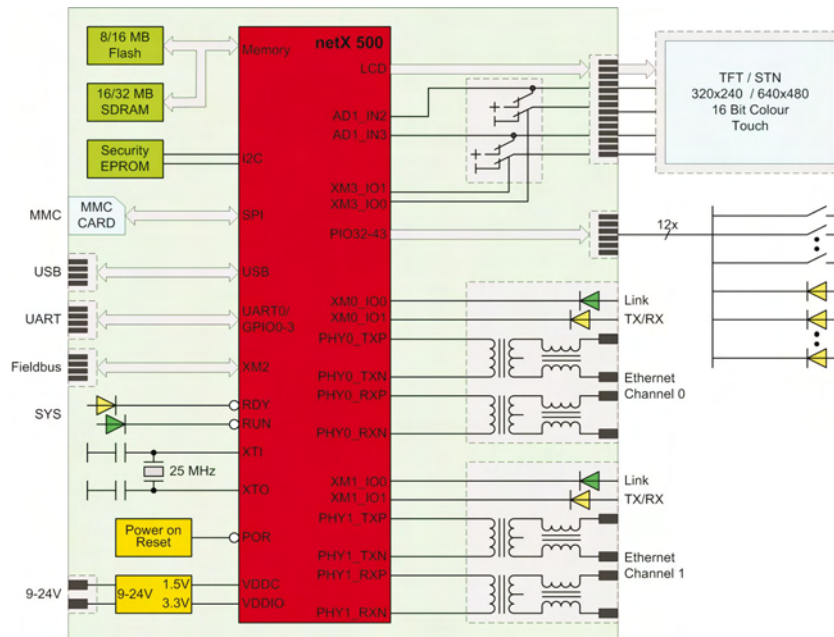 netX 500
8/16 MB
Flash
16/32 MB
SDRAM
Security
EPROM
MMC
MMC
CARD
USB
UART
Fieldbus
SYS
25 MHz
Power on
Reset
9-24V
9-24V
1.5V
3.3V
Memory
I2C
SPI
USB
UART0/
GPIO0-3
XM2
RDY
RUN
XTI
XTO
POR
VDDC
VDDIO
LCD
AD1_IN2
AD1_IN3
XM3_IO1
XM3_IO0
PIO32-43
XM0_IO0
XM0_IO1
PHY0_TXP
PHY0_TXN
PHY0_RXP
PHY0_RXN
XM1_IO0
XM1_IO1
PHY1_TXP
PHY1_TXN
PHY1_RXP
PHY1_RXN
TFT / STN
320x240 / 640x480
16 Bit Colour
Touch
12x
Link
TX/RX
Ethernet
Channel 0
Link
TX/RX
Ethernet
Channel 1